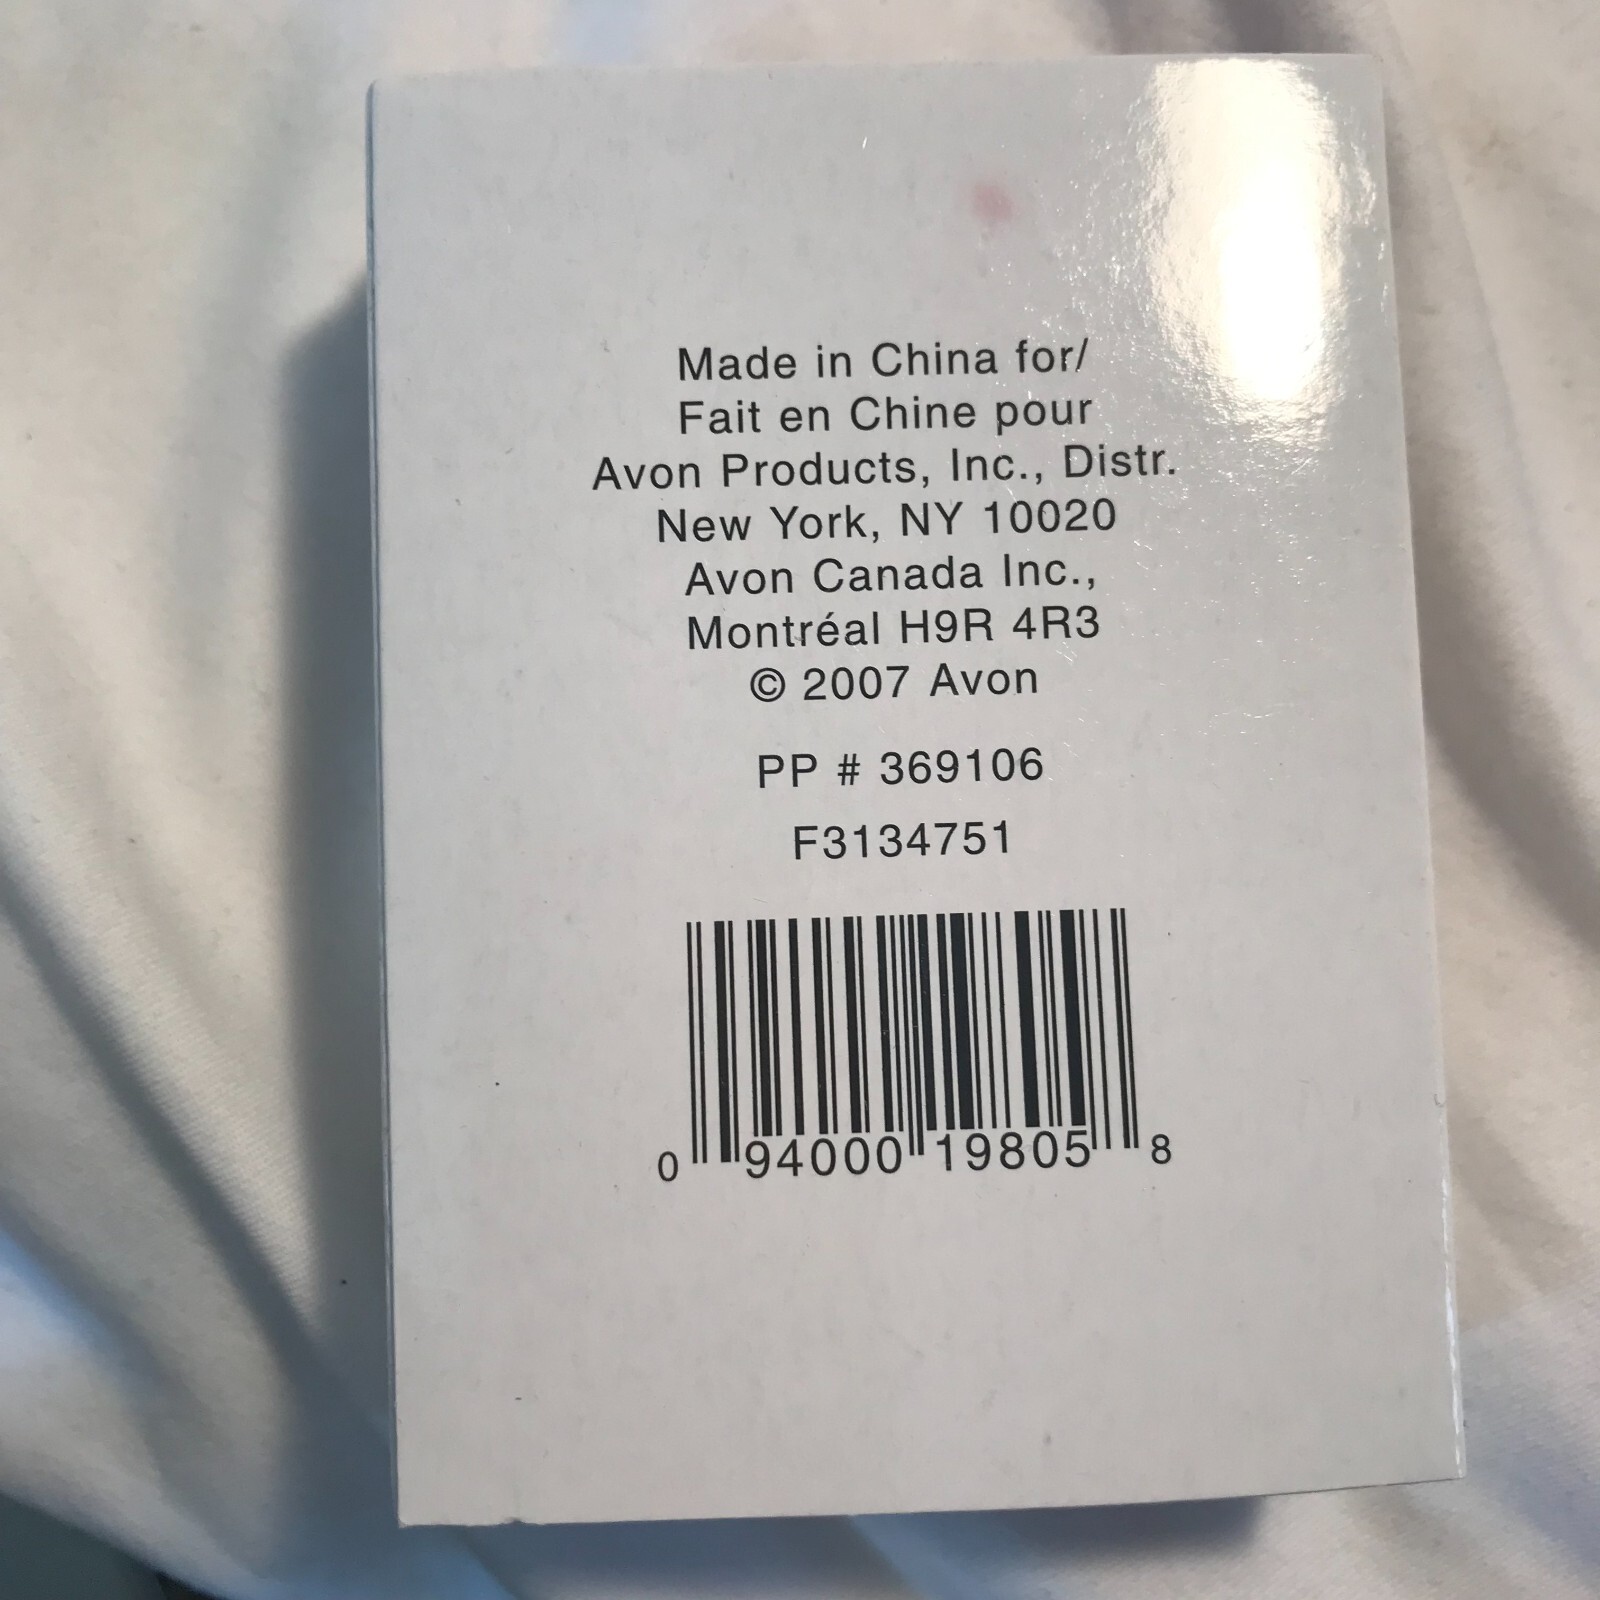 Made in China for/
Fait en Chine pour
Avon Products, Inc., Distr.
New York, NY 10020
Avon Canada Inc.,
Montréal H9R 4R3
© 2007 Avon
PP # 369106
F3134751
0 94000 19805 8